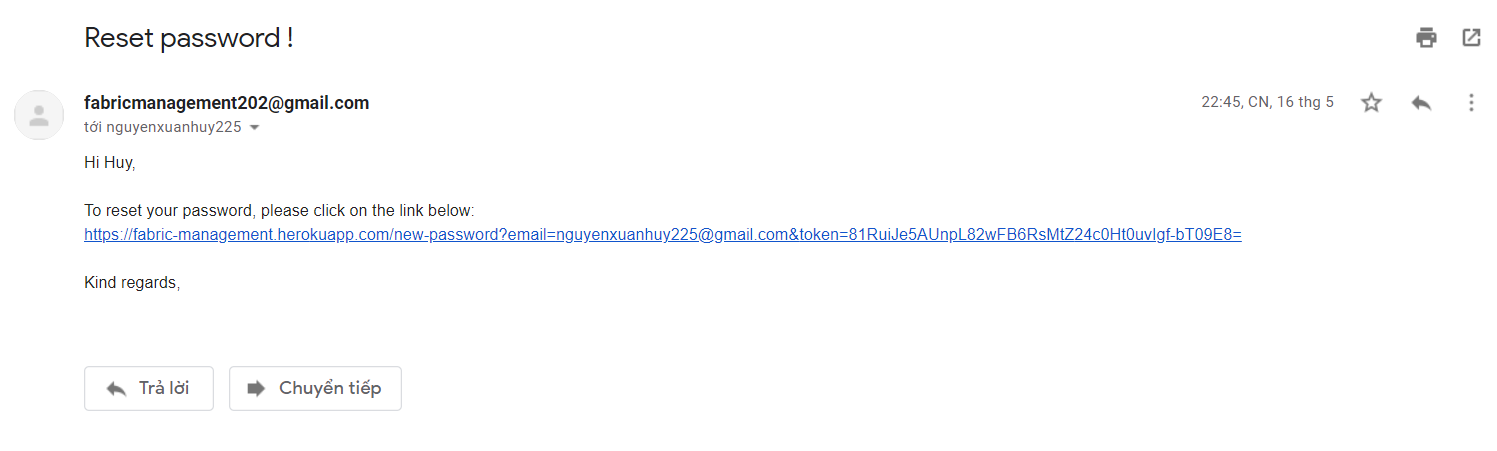 Reset password !
fabricmanagement202@gmail.com
22:45, CN, 16 thg 5
tới nguyenxuanhuy225
Hi Huy,
To reset your password, please click on the link below:
https://fabric-management.herokuapp.com/new-password?email=nguyenxuanhuy225@gmail.com&token=81RuiJe5AUnpL82wFB6RsMtZ24c0Ht0uvIgf-bT09E8=
Kind regards,
Trả lời
Chuyển tiếp